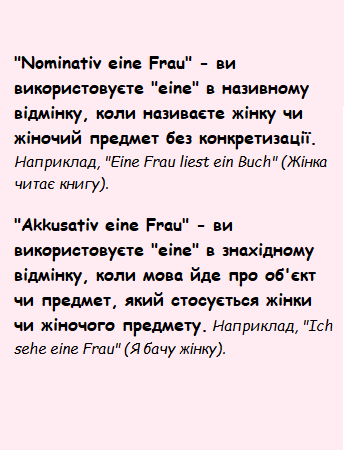 "Nominativ eine Frau" - ви
використовуєте "eine" в називному
відмінку, коли називаєте жінку чи
жіночий предмет без конкретизації.
Наприклад, "Eine Frau liest ein Buch" (Жінка
читає книгу).
"Akkusativ eine Frau" - ви
використовуєте "eine" в знахідному
відмінку, коли мова йде про об'єкт
чи предмет, який стосується жінки
чи жіночого предмету. Наприклад, "Ich
sehe eine Frau" (Я бачу жінку).